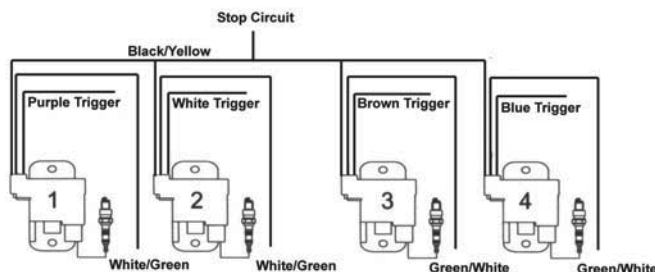 Stop Circuit
Black/Yellow
Purple Trigger
White Trigger
Brown Trigger
Blue Trigger
1
2
3
4
White/Green
White/Green
Green/White
Green/White